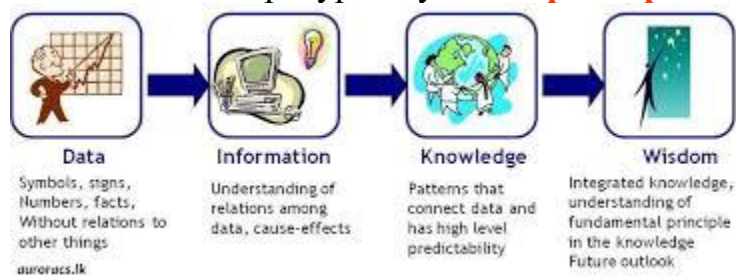 Data
Symbols, signs,
Numbers, facts,
Without relations to
other things
auroracs.lk
Information
Understanding of
relations among
data, cause-effects
Knowledge
Patterns that
connect data and
has high level
predictability
Wisdom
Integrated knowledge,
understanding of
fundamental principle
in the knowledge
Future outlook